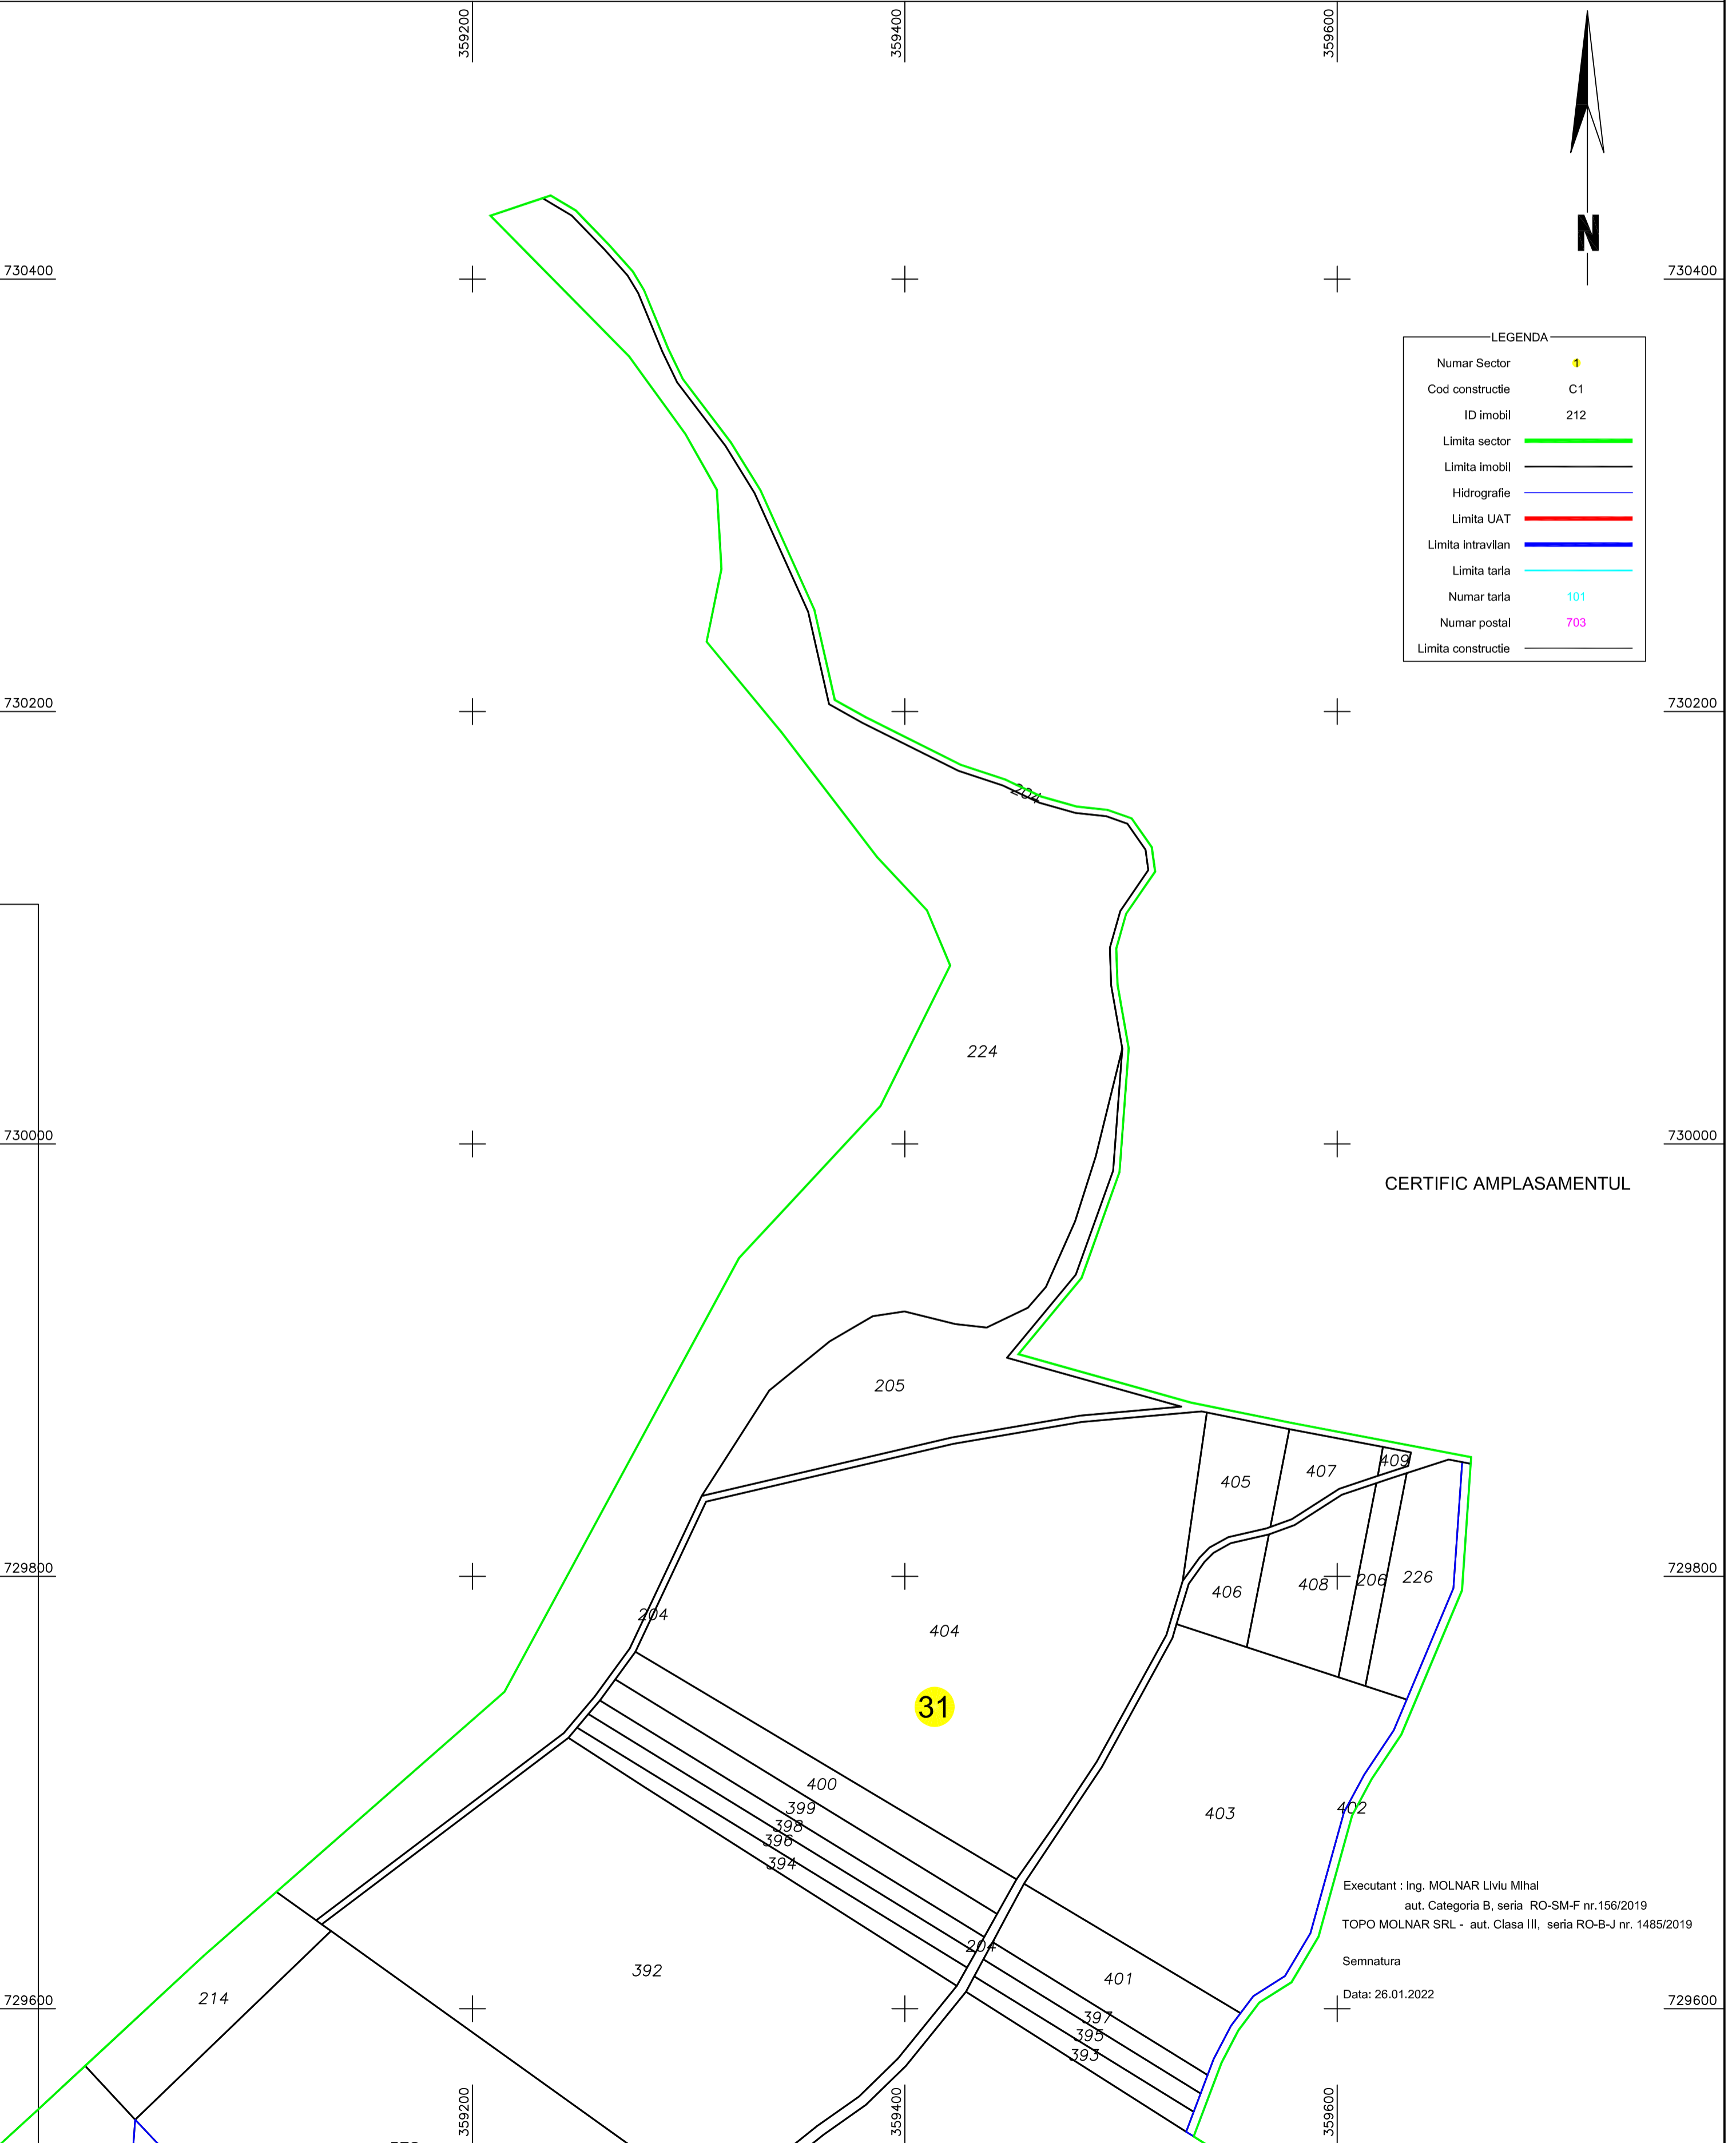 359200
359400
359600
N
730400
730400
LEGENDA
Numar Sector 1
Cod constructie C1
ID imobil 212
Limita sector
Limita imobil
Hidrografie
Limita UAT
Limita intravilan
Limita tarla
Numar tarla 101
Numar postal 703
Limita constructie
730200
730200
204
224
730000
730000
CERTIFIC AMPLASAMENTUL
205
409
407
405
729800
729800
206
226
408
406
204
404
31
400
399
403
402
398
396
394
Executant : ing. MOLNAR Liviu Mihai
aut. Categoria B, seria RO-SM-F nr.156/2019
TOPO MOLNAR SRL - aut. Clasa III, seria RO-B-J nr. 1485/2019
204
Semnatura
392
401
Data: 26.01.2022
214
729600
729600
397
395
393
359200
359400
359600